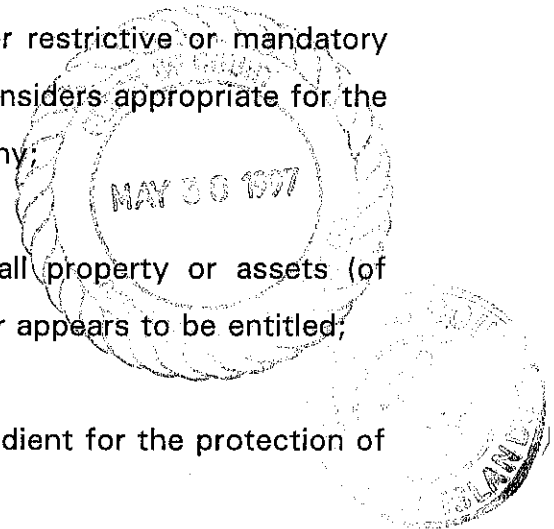 r restrictive or mandatory
nsiders appropriate for the
ny;
MAY 30 1997
all property or assets (of
r appears to be entitled;
dient for the protection of
ISLAND